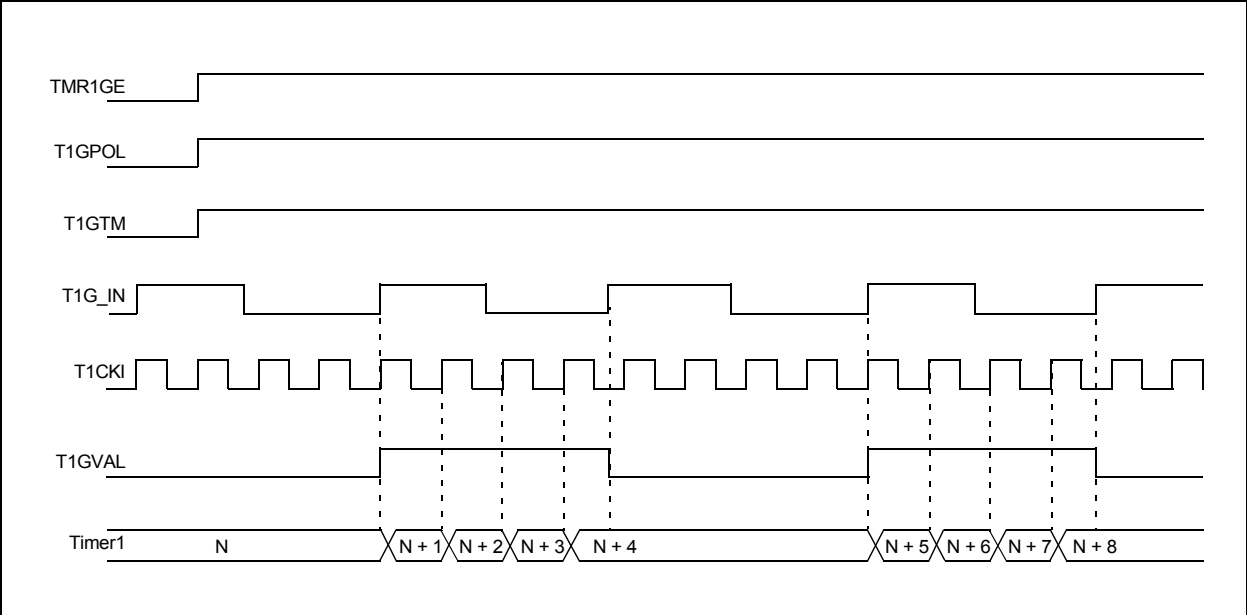 TMR1GE
T1GPOL
T1GTM
T1G_IN
T1CKI
T1GVAL
Timer1 N N + 1 N + 2 N + 3 N + 4 N + 5 N + 6 N + 7 N + 8